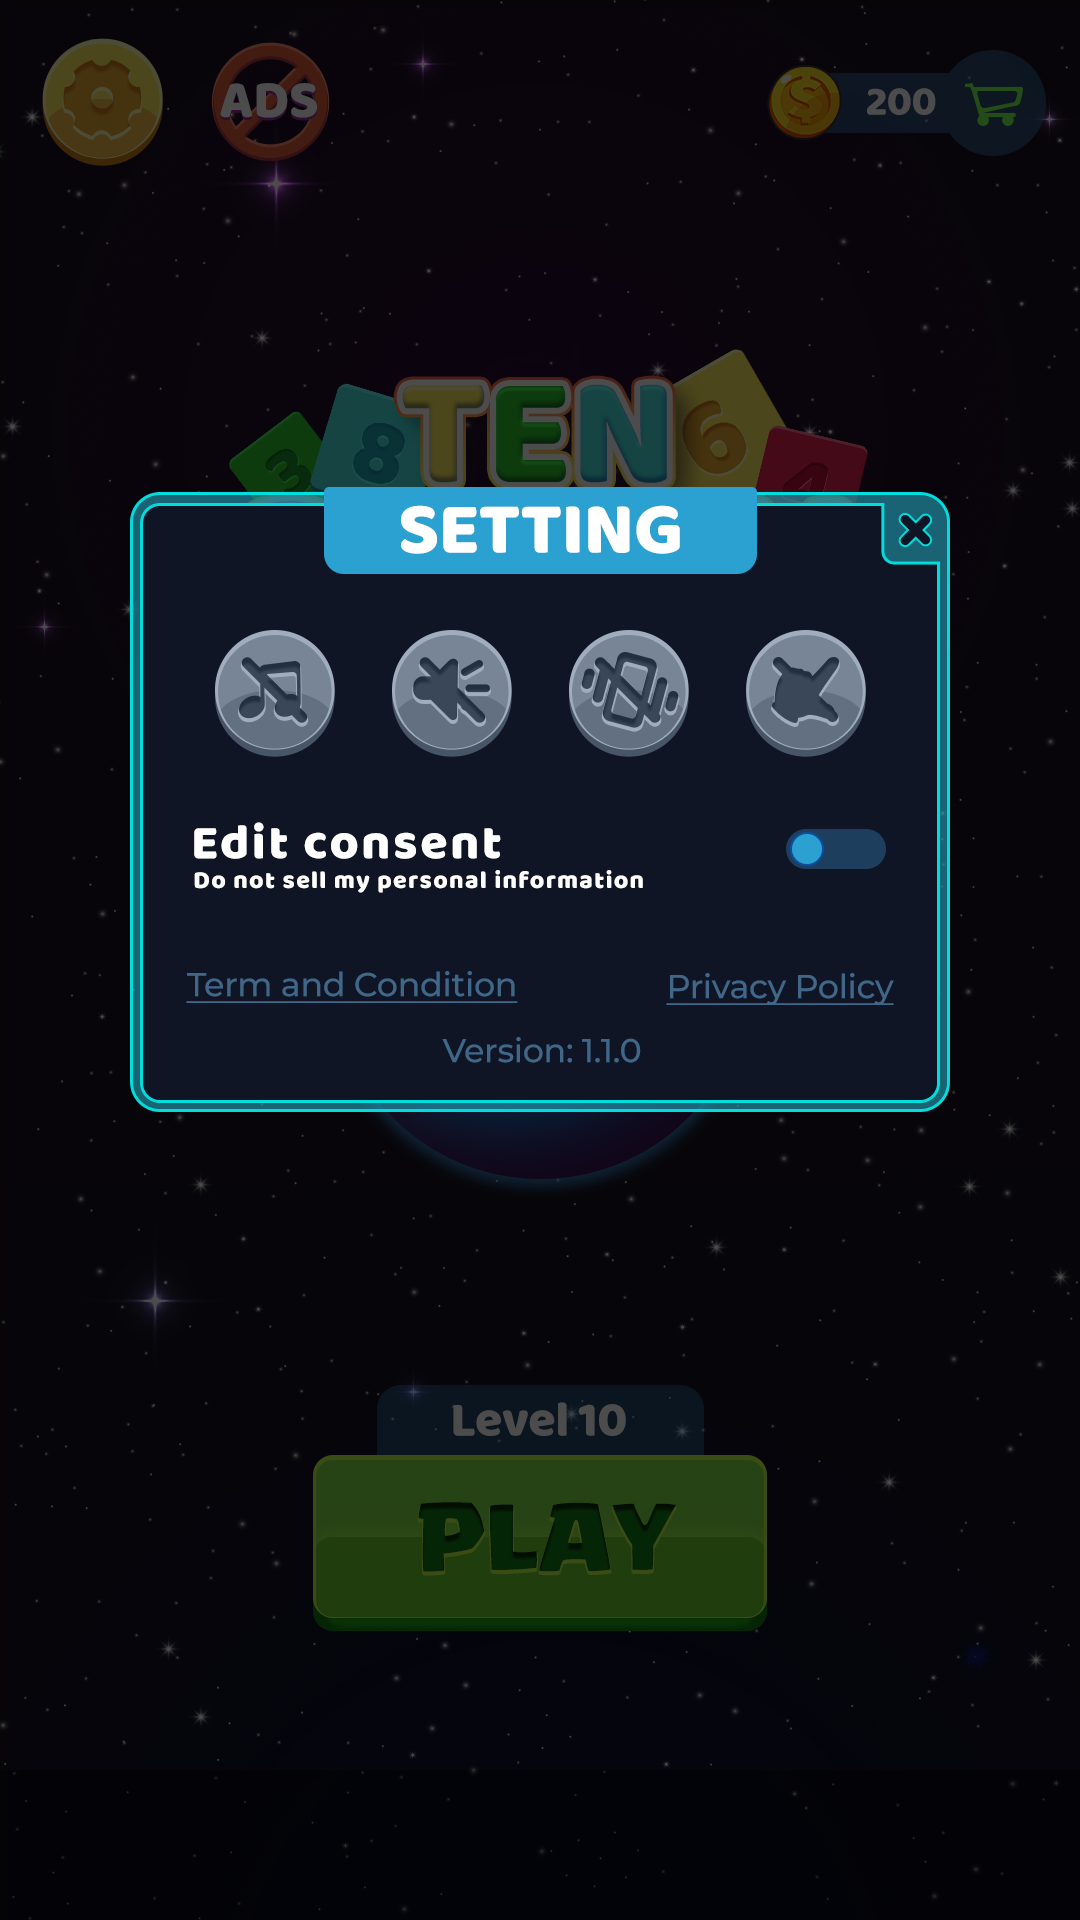 ADS
200
TEN
3
8
6
4
SETTING
Edit consent
Do not sell my personal information
Term and Condition
Privacy Policy
Version: 1.1.0
Level 10
PLAY